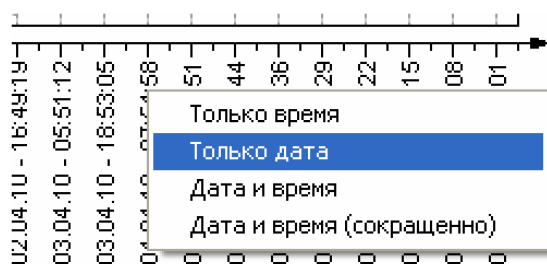 02.04.10 - 16:49:19
03.04.10 - 05:51:12
03.04.10 - 18:53:05
58
51
44
36
29
22
15
08
01
Только время
Только дата
Дата и время
Дата и время (сокращенно)